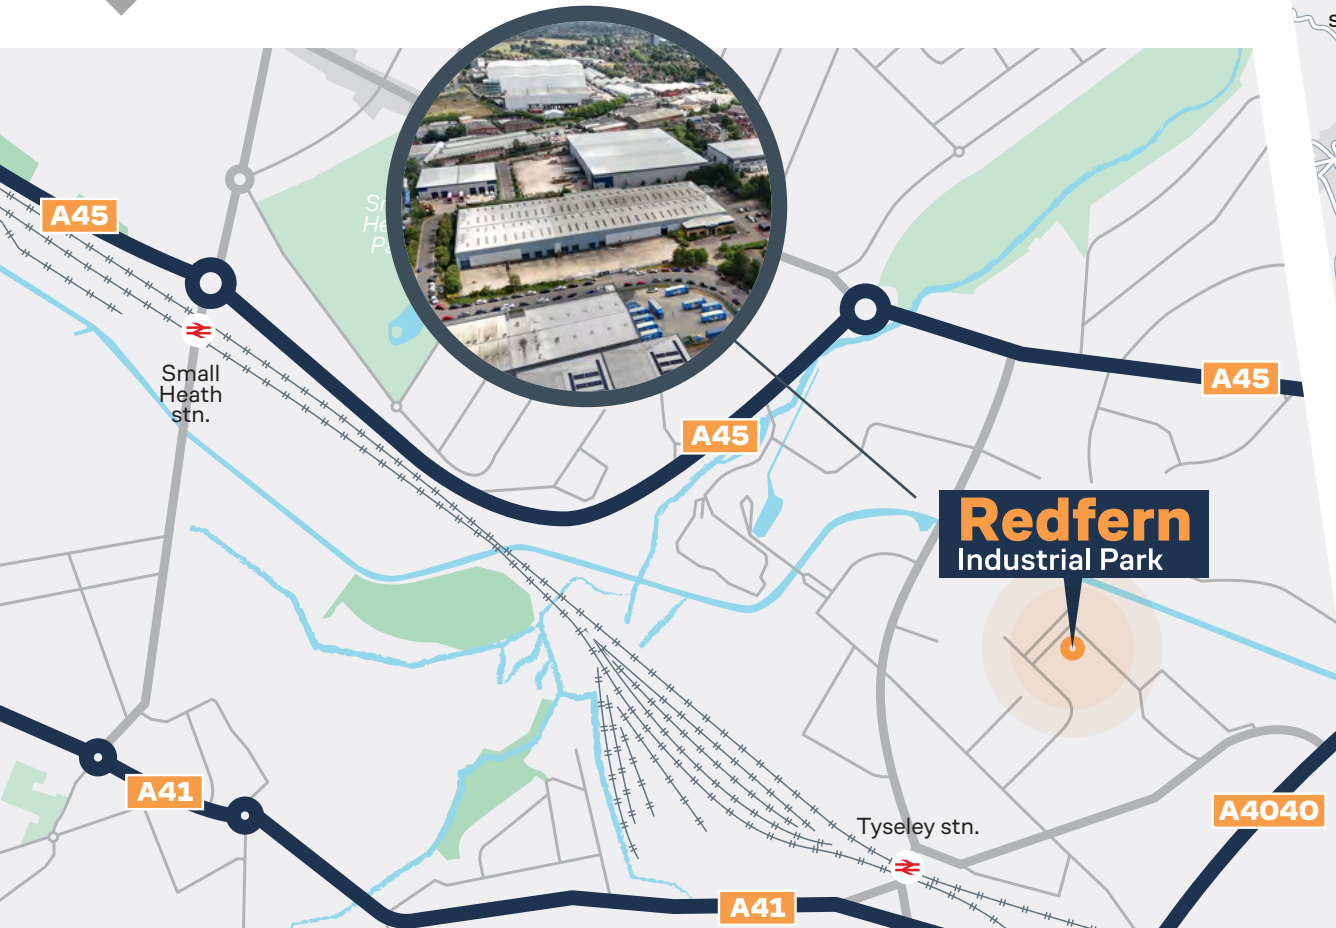 A45
Small
Heath
stn.
A45
A45
Redfern
Industrial Park
A41
Tyseley stn.
A4040
A41